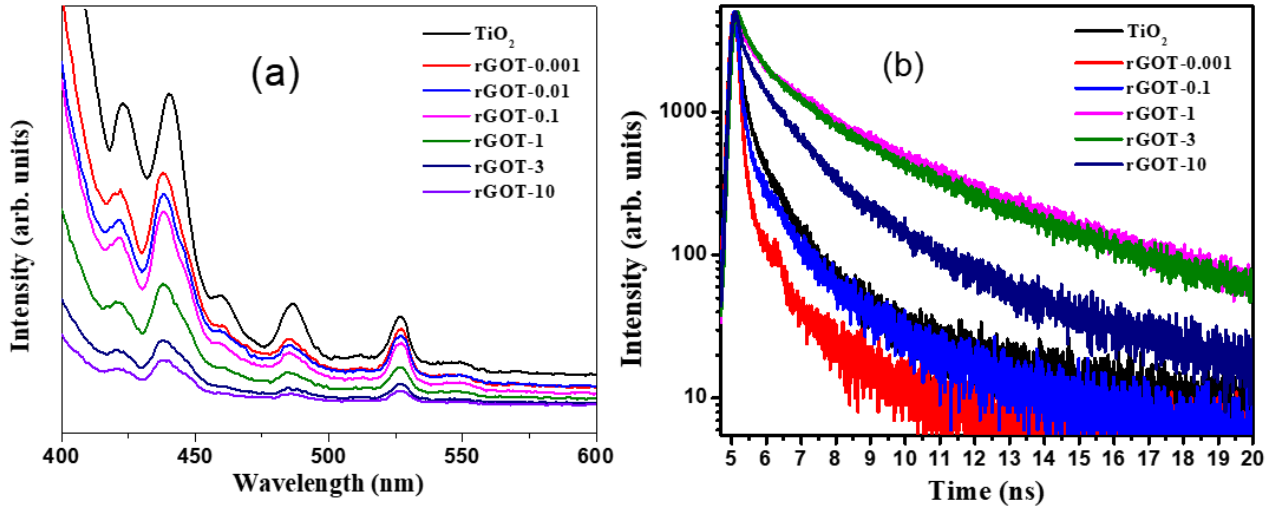 (a)
TiO2
rGOT-0.001
rGOT-0.01
rGOT-0.1
rGOT-1
rGOT-3
rGOT-10
Intensity (arb. units)
400 450 500 550 600
Wavelength (nm)
(b)
TiO2
rGOT-0.001
rGOT-0.1
rGOT-1
rGOT-3
rGOT-10
Intensity (arb. units)
1000
100
10
5 6 7 8 9 10 11 12 13 14 15 16 17 18 19 20
Time (ns)